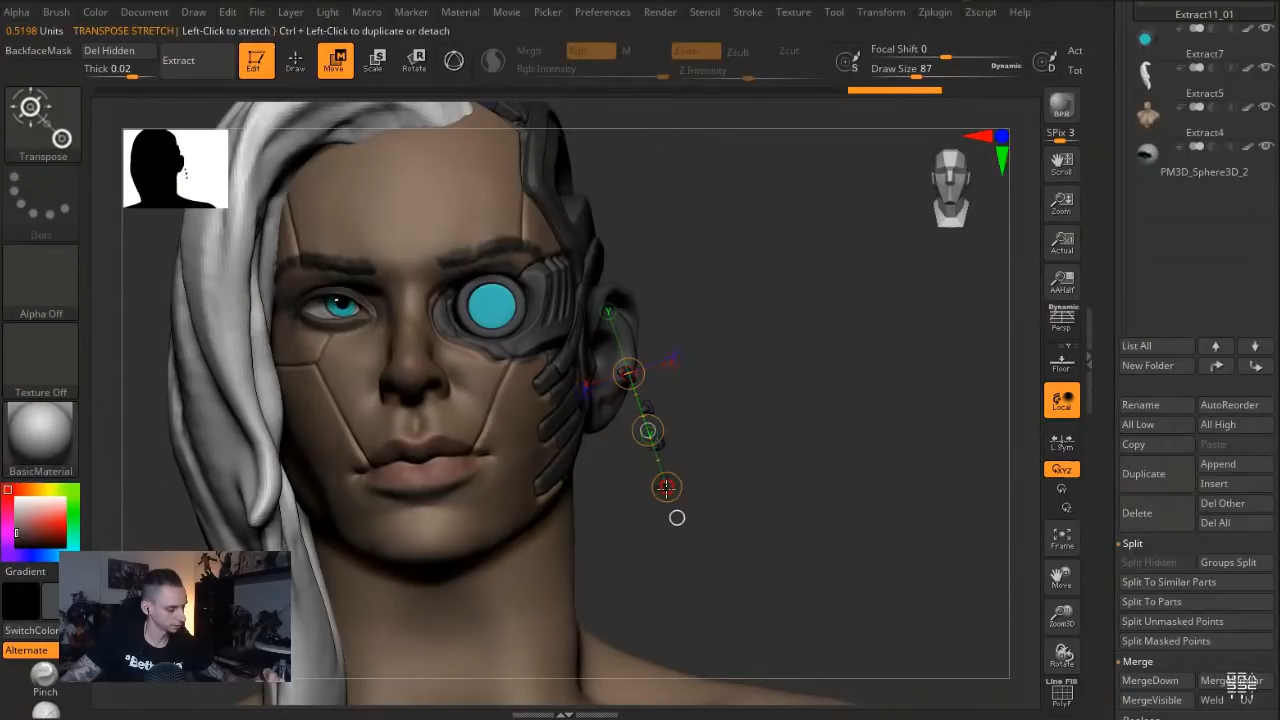 Alpha Brush Color Document Draw Edit File Layer Light Macro Marker Material Movie Picker Preferences Render Stencil Stroke Texture Tool Transform Zplugin Zscript Help
0.5198 Units TRANSPOSE STRETCH| Left-Click to stretch } Ctrl + Left-Click to duplicate or detach
Extract11_01
BackfaceMask Del Hidden
Thick 0.02
Extract
Edit Draw Move Scale Rotate
Mrgb Rgb M
Rgb Intensity
Zsub Zcut
Z Intensity
S
Focal Shift 0
Draw Size 87 Dynamic
D
Act
Tot
Extract7
Extract5
Extract4
PM3D_Sphere3D_2
Transpose
Dots
Alpha Off
Texture Off
BasicMaterial
Gradient
SwitchColor
Alternate
Pinch
BPR
SPix 3
Scroll
Zoom
Actual
AAHalf
Dynamic
Persp
Floor
Local
L.Sym
XYZ
Y
Z
Frame
Move
Zoom3D
Rotate
Line Fill
PolyF
Y
List All
New Folder
Rename AutoReorder
All Low All High
Copy Paste
Duplicate Append
Insert
Delete Del Other
Del All
Split
Split Hidden Groups Split
Split To Similar Parts
Split To Parts
Split Unmasked Points
Split Masked Points
Merge
MergeDown
MergeVisible Weld Uv